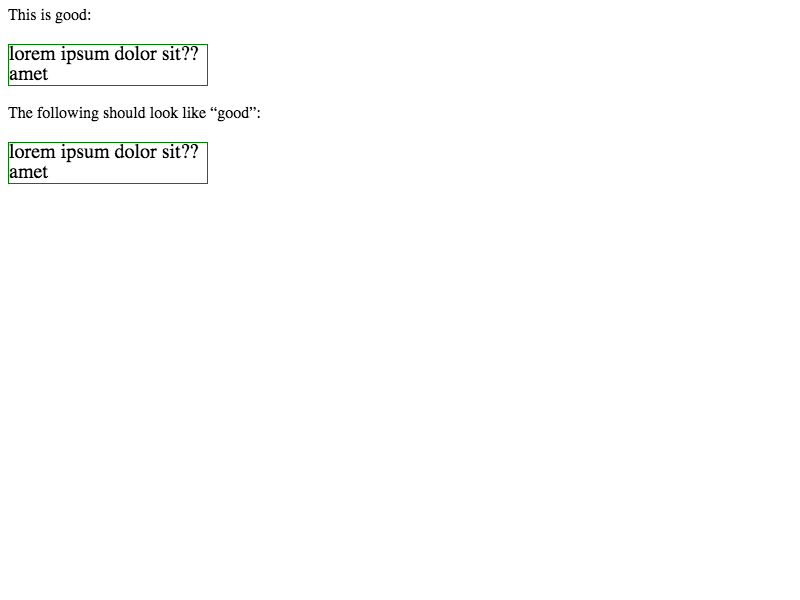 This is good:
lorem ipsum dolor sit??
amet
The following should look like “good”:
lorem ipsum dolor sit??
amet